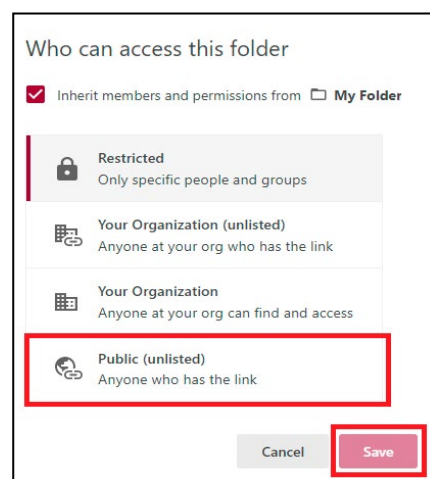 Who can access this folder
Inherit members and permissions from My Folder
Restricted
Only specific people and groups
Your Organization (unlisted)
Anyone at your org who has the link
Your Organization
Anyone at your org can find and access
Public (unlisted)
Anyone who has the link
Cancel Save